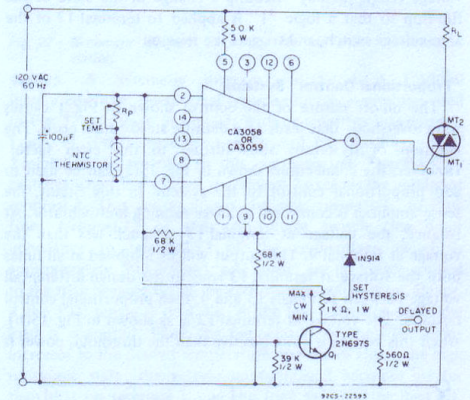 120 VAC
60 Hz
5.0 K
5 W
RL
5
3
12
6
2
14
13
8
7
RP
SET
TEMP
100µF
NTC
THERMISTOR
CA3058
OR
CA3059
4
MT2
G
MT1
1
9
10
11
68 K
1/2 W
68 K
1/2 W
IN914
SET
HYSTERESIS
MAX
CW
MIN
1 K Ω, 1 W
TYPE
2N697S
Q1
DELAYED
OUTPUT
39 K
1/2 W
560Ω
1/2 W
92CS-22595